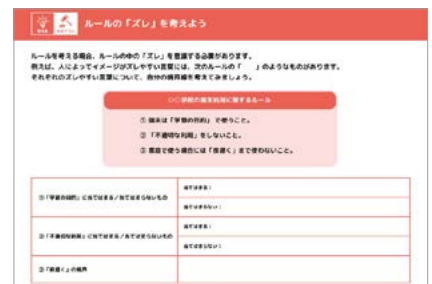 ルールの「ズレ」を考えよう
ルールを考える場合、ルールの中の「ズレ」を意識する必要があります。
例えば、人によってイメージがズレやすい言葉には、次のルールの「　　」のようなものがあります。
それぞれのズレやすい言葉について、自分の境界線を考えてみましょう。
○○学校の端末利用に関するルール
① 端末は「学習の目的」で使うこと。
② 「不適切な利用」をしないこと。
③ 家庭で使う場合には「夜遅く」まで使わないこと。
①「学習の目的」に当てはまる／当てはまらないもの
当てはまる：
当てはまらない：
②「不適切な利用」に当てはまる／当てはまらないもの
当てはまる：
当てはまらない：
③「夜遅く」の境界